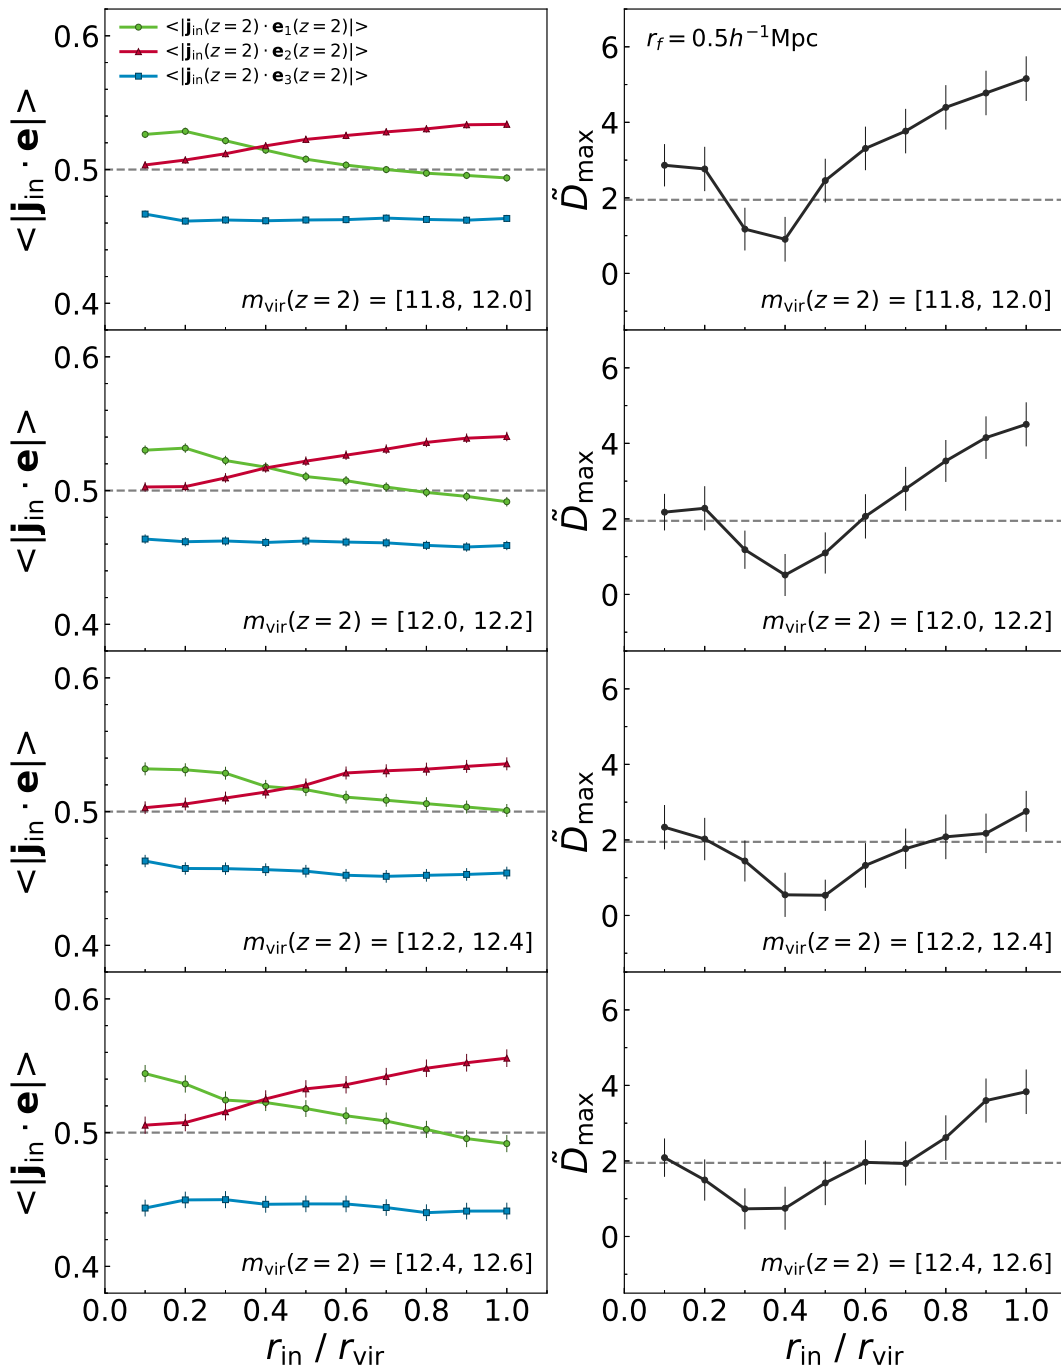 <|j_in(z=2)·e_1(z=2)|>
<|j_in(z=2)·e_2(z=2)|>
<|j_in(z=2)·e_3(z=2)|>
0.6
0.5
0.4
<|j_in·e|>
m_vir(z=2) = [11.8, 12.0]
r_f=0.5h^{-1}Mpc
6
4
2
0
D̃_max
m_vir(z=2) = [11.8, 12.0]
0.6
0.5
0.4
<|j_in·e|>
m_vir(z=2) = [12.0, 12.2]
6
4
2
0
D̃_max
m_vir(z=2) = [12.0, 12.2]
0.6
0.5
0.4
<|j_in·e|>
m_vir(z=2) = [12.2, 12.4]
6
4
2
0
D̃_max
m_vir(z=2) = [12.2, 12.4]
0.6
0.5
0.4
<|j_in·e|>
m_vir(z=2) = [12.4, 12.6]
0.0 0.2 0.4 0.6 0.8 1.0
r_in / r_vir
6
4
2
0
D̃_max
m_vir(z=2) = [12.4, 12.6]
0.0 0.2 0.4 0.6 0.8 1.0
r_in / r_vir